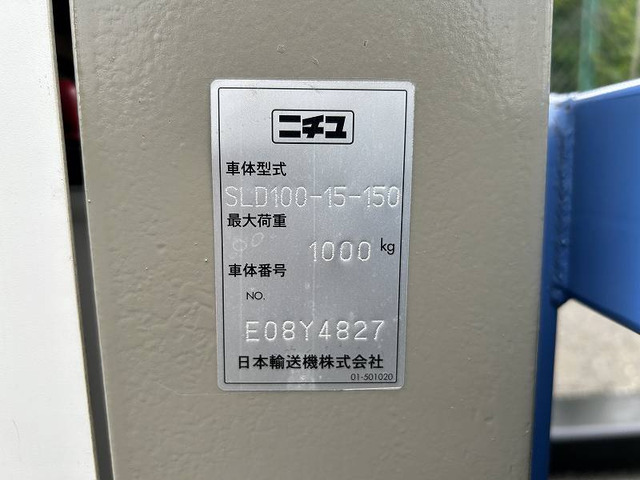 ニチユ
車体型式
SLD100-15-150
最大荷重
1000 kg
車体番号
NO.
E08Y4827
日本輸送機株式会社
01-501020